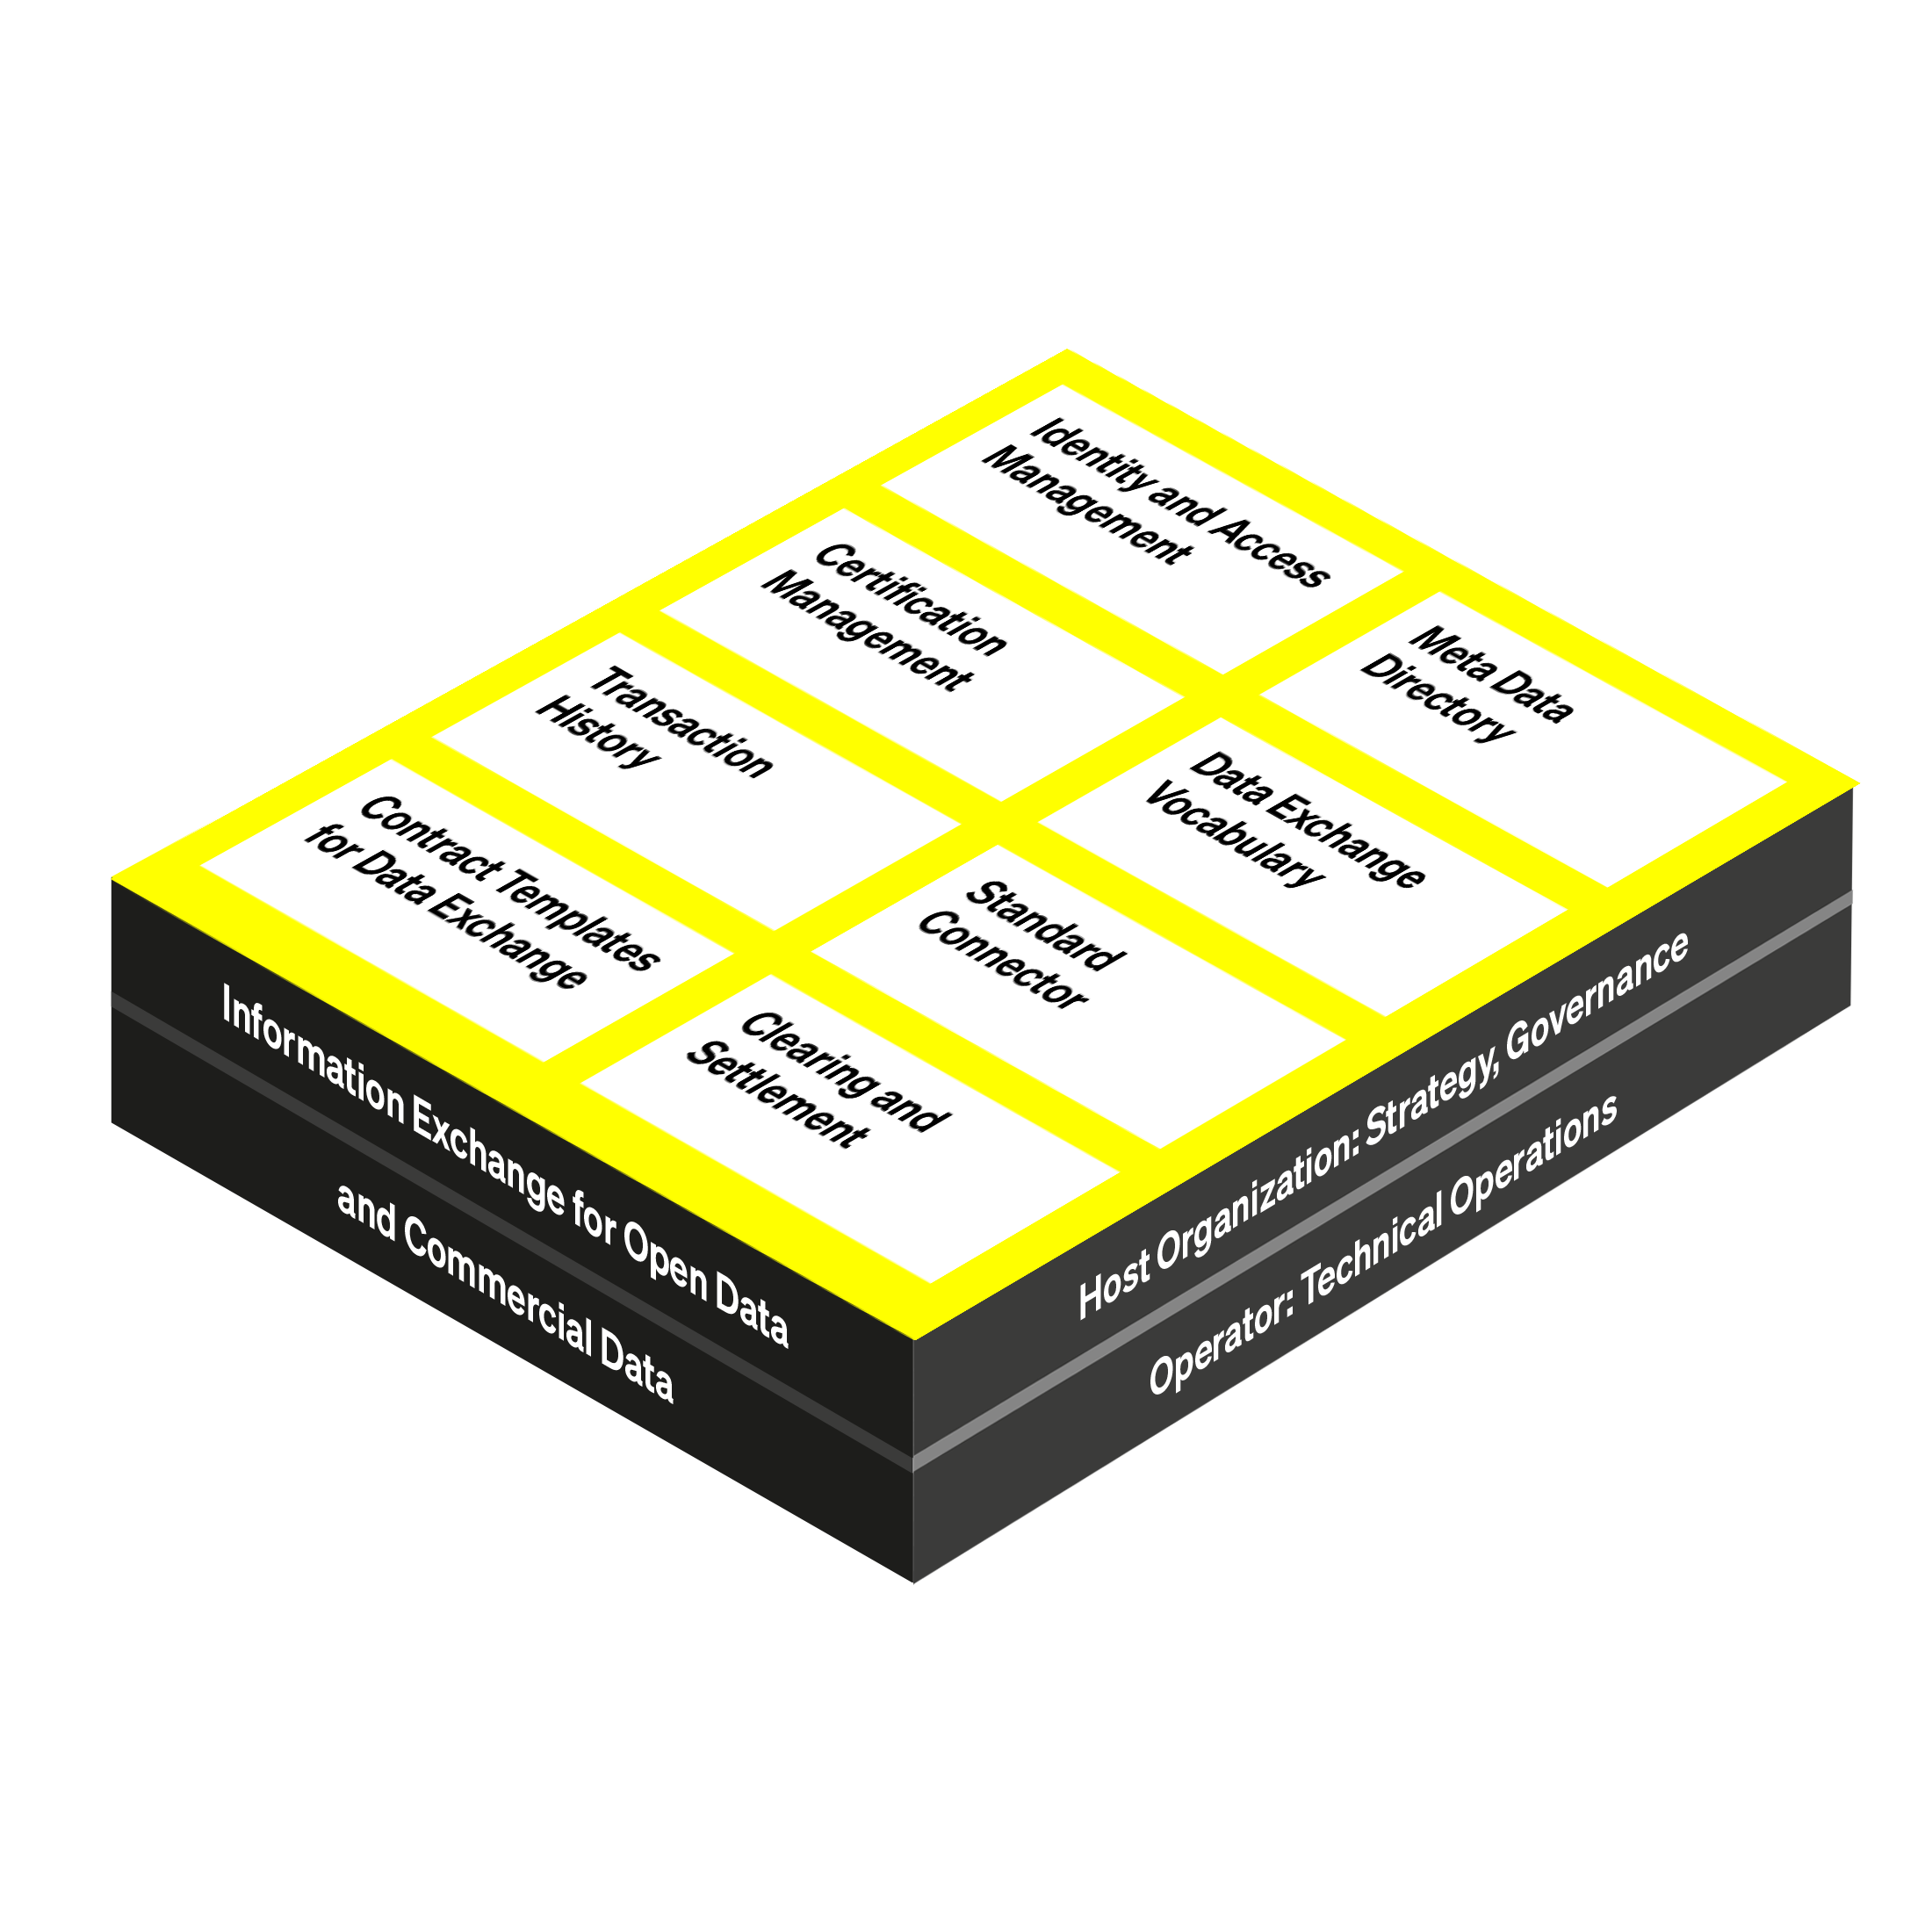 Identity and Access
Management
Meta Data
Directory
Certification
Management
Data Exchange
Vocabulary
Transaction
History
Standard
Connector
Contract Templates
for Data Exchange
Clearing and
Settlement
Information Exchange for Open Data
and Commercial Data
Host Organization: Strategy, Governance
Operator: Technical Operations